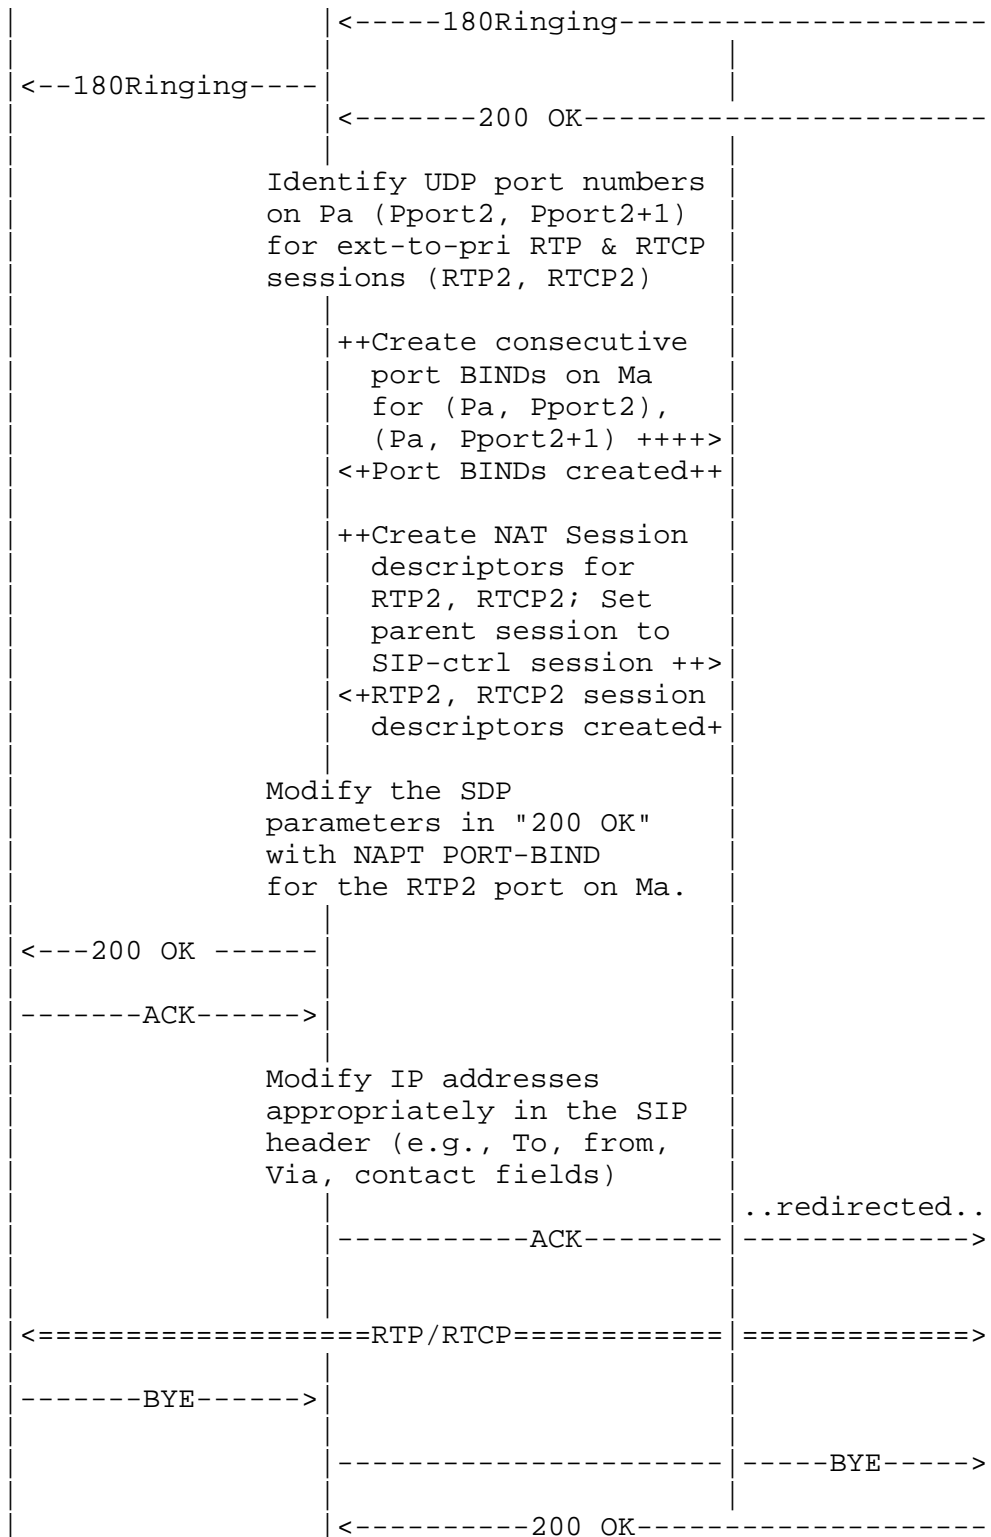 |                  |<-----180Ringing---------------------
|                  |                      |
|<--180Ringing----|                      |
|                  |<-------200 OK-----------------------
|                  |                      |
|              Identify UDP port numbers  |
|              on Pa (Pport2, Pport2+1)   |
|              for ext-to-pri RTP & RTCP  |
|              sessions (RTP2, RTCP2)     |
|                  |                      |
|                  |++Create consecutive  |
|                  |  port BINDs on Ma    |
|                  |  for (Pa, Pport2),   |
|                  |  (Pa, Pport2+1) ++++>|
|                  |<+Port BINDs created++|
|                  |                      |
|                  |++Create NAT Session  |
|                  |  descriptors for     |
|                  |  RTP2, RTCP2; Set    |
|                  |  parent session to   |
|                  |  SIP-ctrl session ++>|
|                  |<+RTP2, RTCP2 session |
|                  |  descriptors created+|
|                  |                      |
|              Modify the SDP             |
|              parameters in "200 OK"     |
|              with NAPT PORT-BIND        |
|              for the RTP2 port on Ma.   |
|                  |                      |
|<---200 OK ------|                      |
|                  |                      |
|-------ACK------>|                      |
|                  |                      |
|              Modify IP addresses        |
|              appropriately in the SIP   |
|              header (e.g., To, from,    |
|              Via, contact fields)       |
|                  |                      |..redirected..
|                  |-----------ACK--------|------------->
|                  |                      |
|                  |                      |
|<===================RTP/RTCP============|=============>
|                  |                      |
|-------BYE------>|                      |
|                  |                      |
|                  |----------------------|-----BYE----->
|                  |                      |
|                  |<----------200 OK--------------------